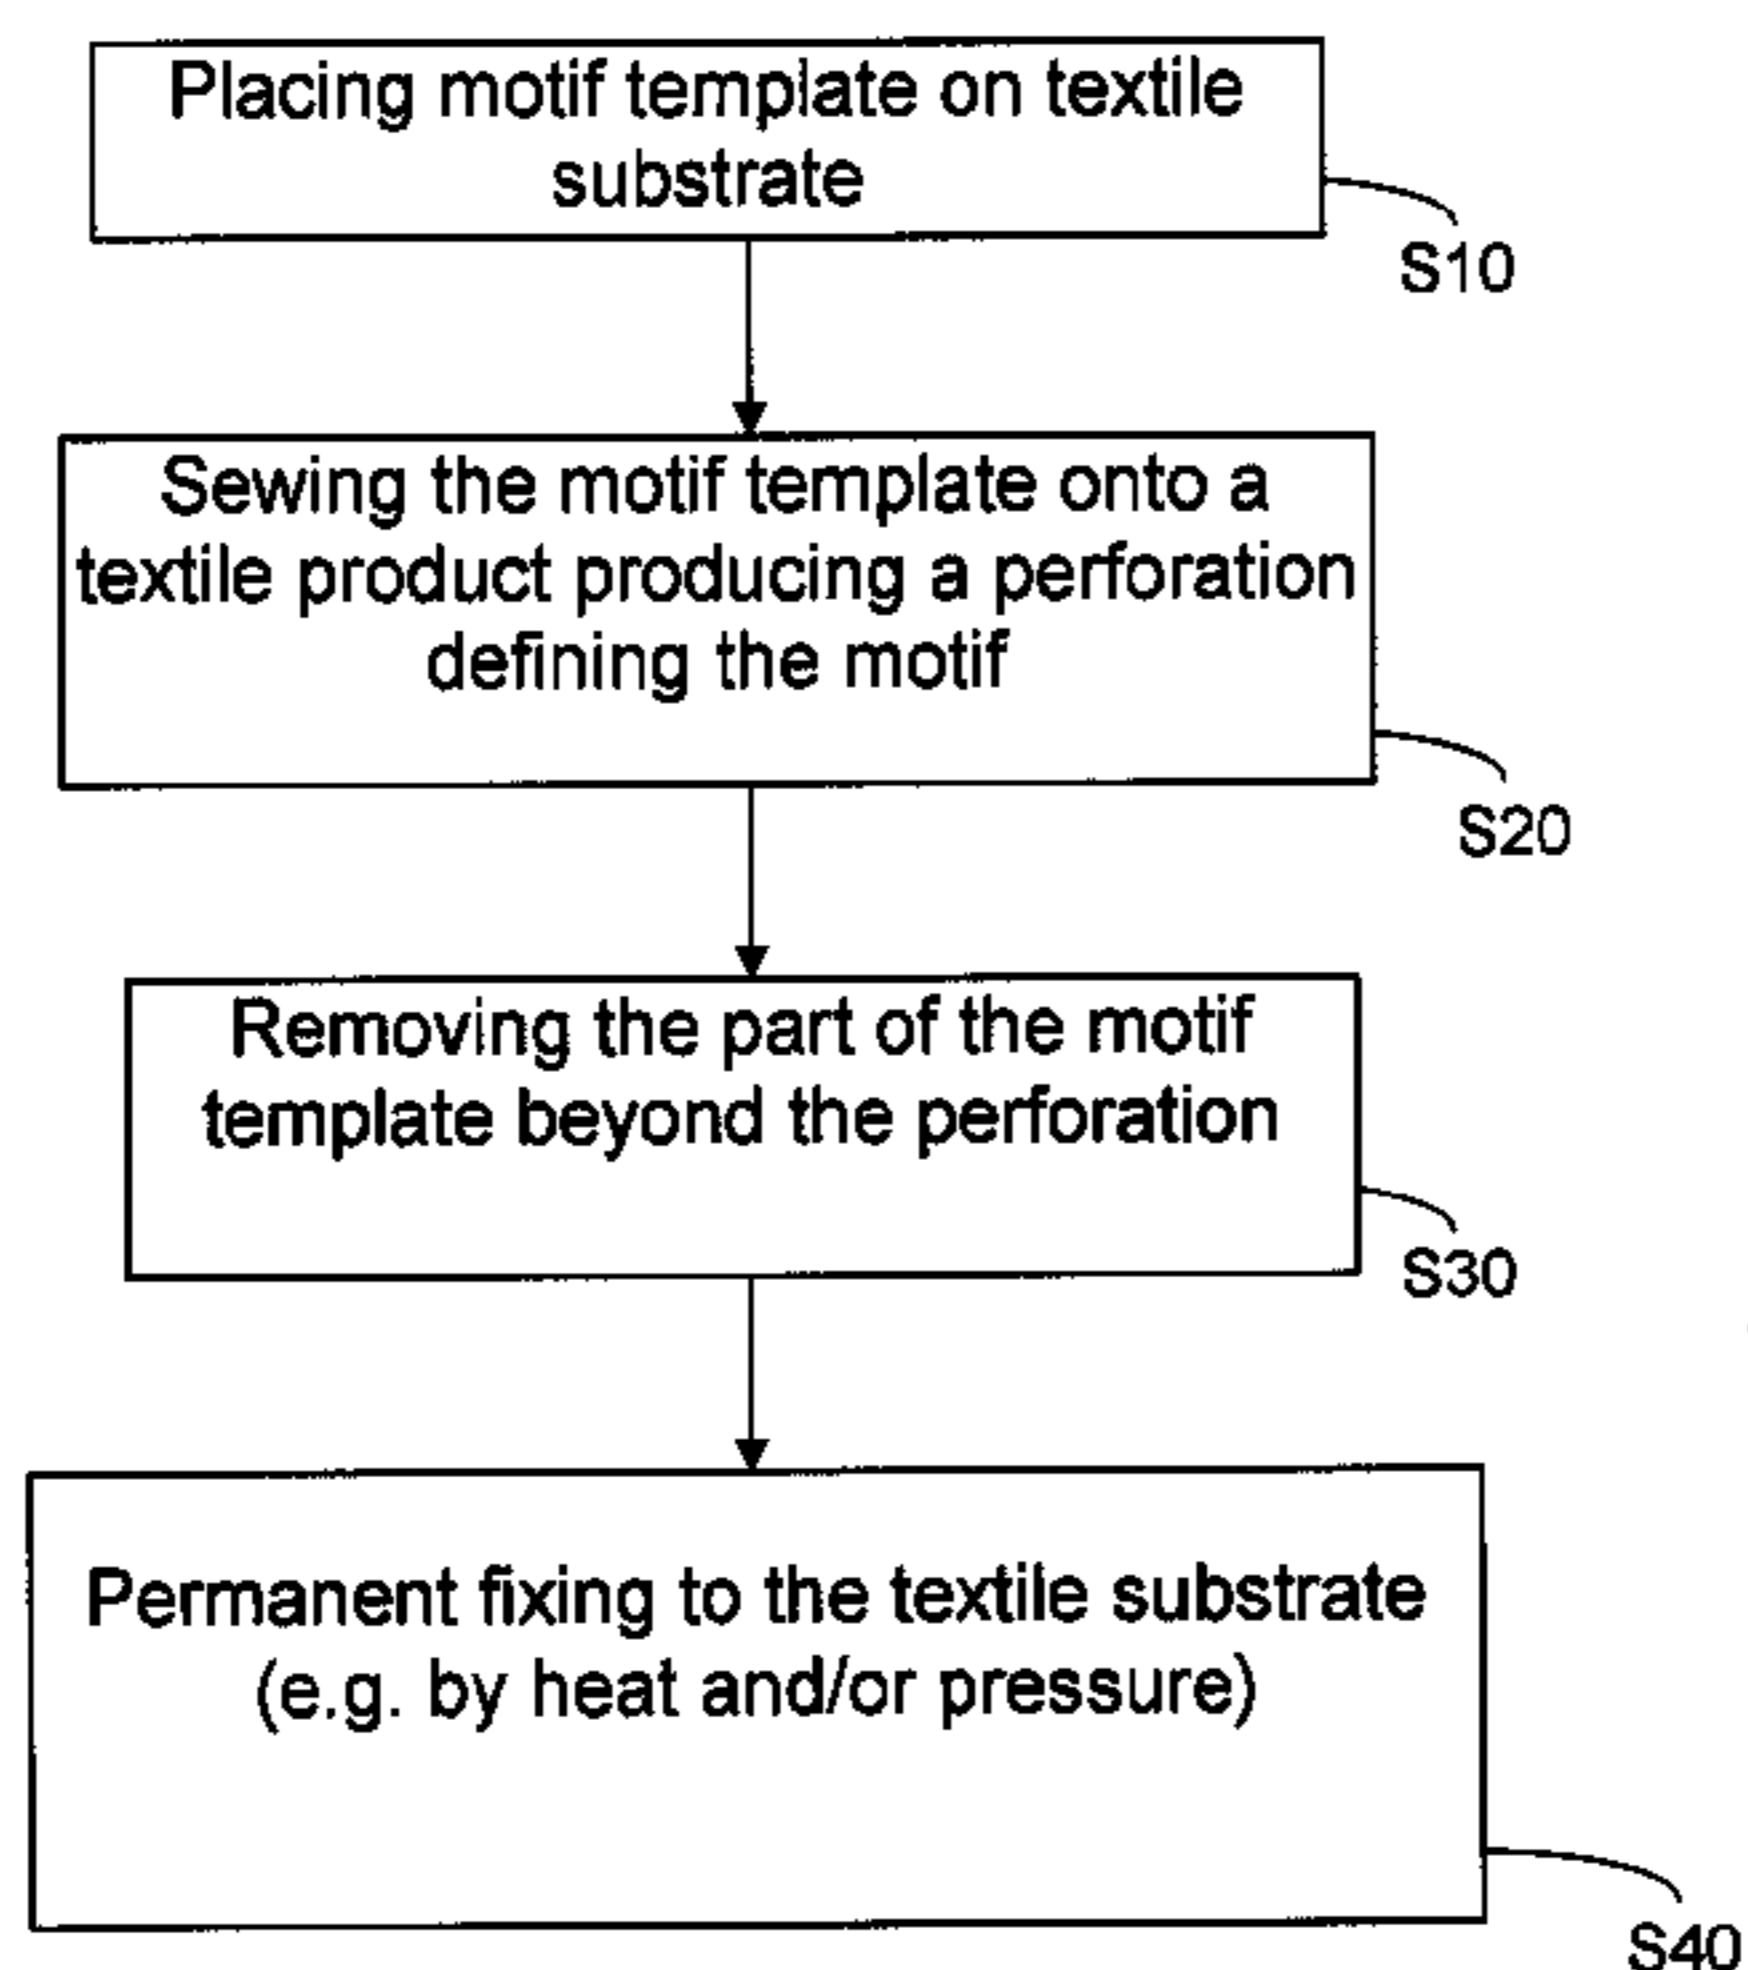 Placing motif template on textile
substrate
S10
Sewing the motif template onto a
textile product producing a perforation
defining the motif
S20
Removing the part of the motif
template beyond the perforation
S30
Permanent fixing to the textile substrate
(e.g. by heat and/or pressure)
S40